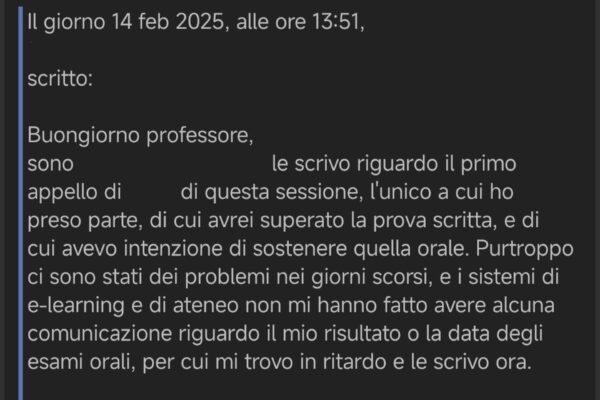 Il giorno 14 feb 2025, alle ore 13:51,
scritto:
Buongiorno professore,
sono le scrivo riguardo il primo
appello di di questa sessione, l'unico a cui ho
preso parte, di cui avrei superato la prova scritta, e di
cui avevo intenzione di sostenere quella orale. Purtroppo
ci sono stati dei problemi nei giorni scorsi, e i sistemi di
e-learning e di ateneo non mi hanno fatto avere alcuna
comunicazione riguardo il mio risultato o la data degli
esami orali, per cui mi trovo in ritardo e le scrivo ora.